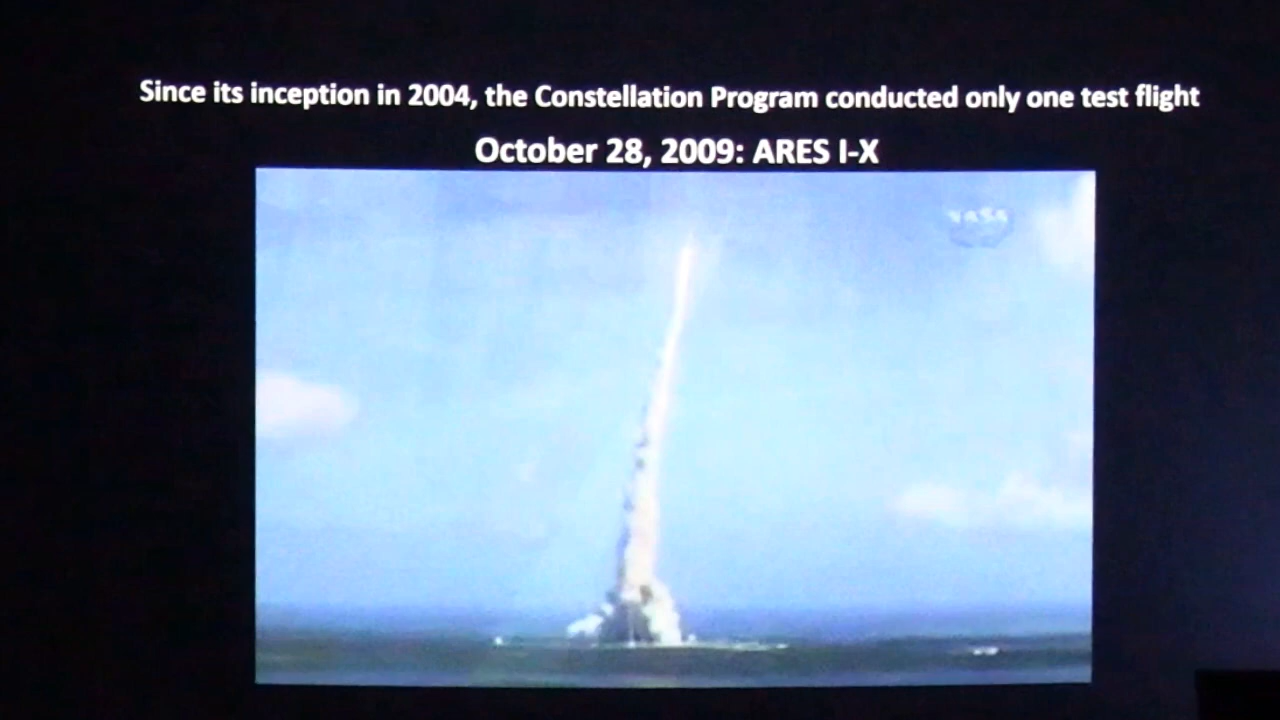 Since its inception in 2004, the Constellation Program conducted only one test flight
October 28, 2009: ARES I-X
NASA